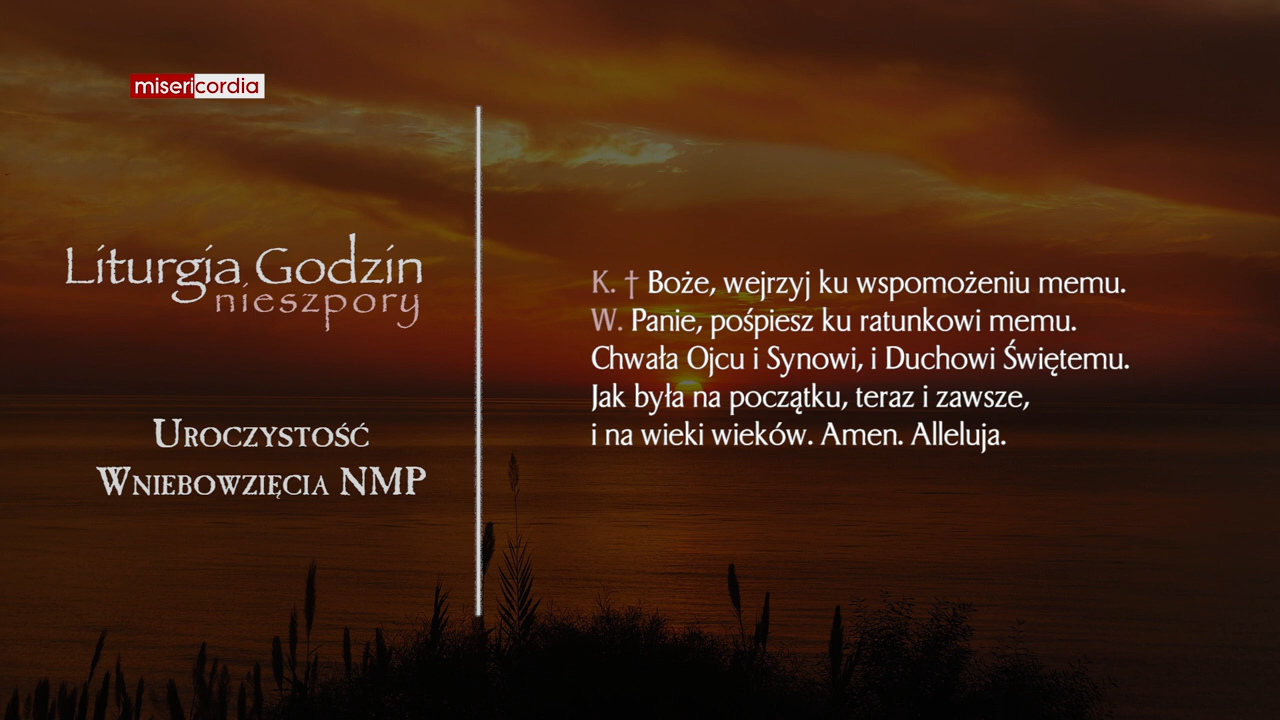 misericordia
Liturgia Godzin
nieszpory
Uroczystość
Wniebowzięcia NMP
K. † Boże, wejrzyj ku wspomożeniu memu.
W. Panie, pośpiesz ku ratunkowi memu.
Chwała Ojcu i Synowi, i Duchowi Świętemu.
Jak była na początku, teraz i zawsze,
i na wieki wieków. Amen. Alleluja.